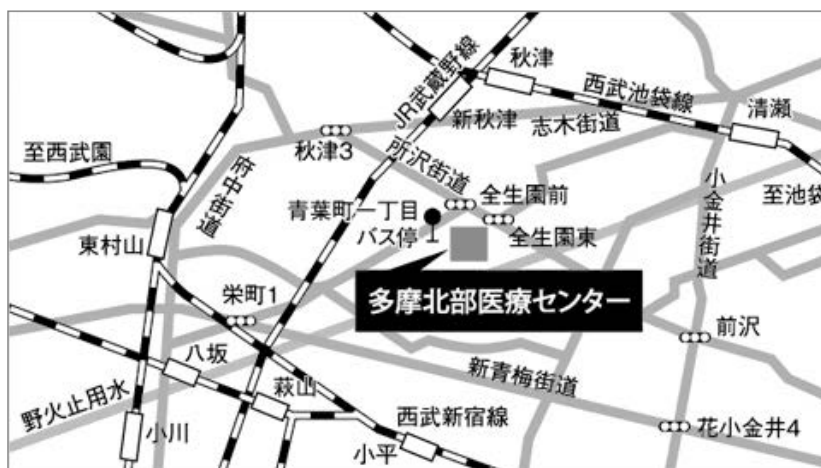 秋津
JR武蔵野線
西武池袋線
清瀬
新秋津
志木街道
秋津3
至西武園
府中街道
所沢街道
小金井街道
至池袋
全生園前
青葉町一丁目
バス停
全生園東
東村山
多摩北部医療センター
栄町1
前沢
八坂
新青梅街道
萩山
野火止用水
西武新宿線
花小金井4
小川
小平